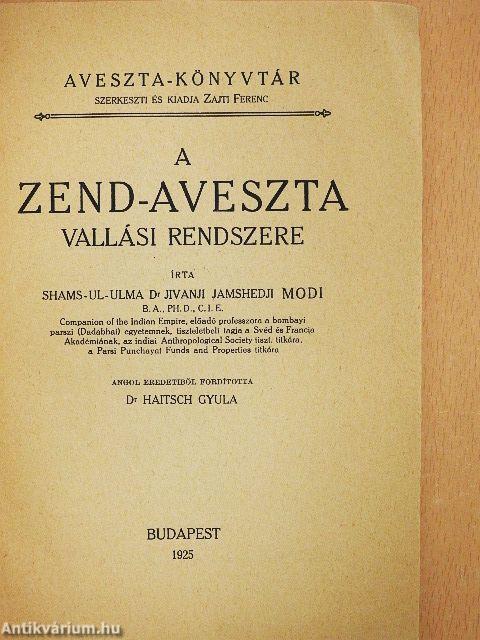 AVESZTA-KÖNYVTÁR
SZERKESZTI ÉS KIADJA ZAJTI FERENC
A
ZEND-AVESZTA
VALLÁSI RENDSZERE
ÍRTA
SHAMS-UL-ULMA Dr JIVANJI JAMSHEDJI MODI
B. A., PH. D., C. I. E.
Companion of the Indian Empire, előadó professzora a bombayi
parszi (Dadabhai) egyetemnek, tiszteletbeli tagja a Svéd és Francia
Akadémiának, az indiai Anthropological Society tiszt. titkára,
a Parsi Punchayat Funds and Properties titkára
ANGOL EREDETIBŐL FORDÍTOTTA
Dr HAITSCH GYULA
BUDAPEST
1925
Antikvárium.hu